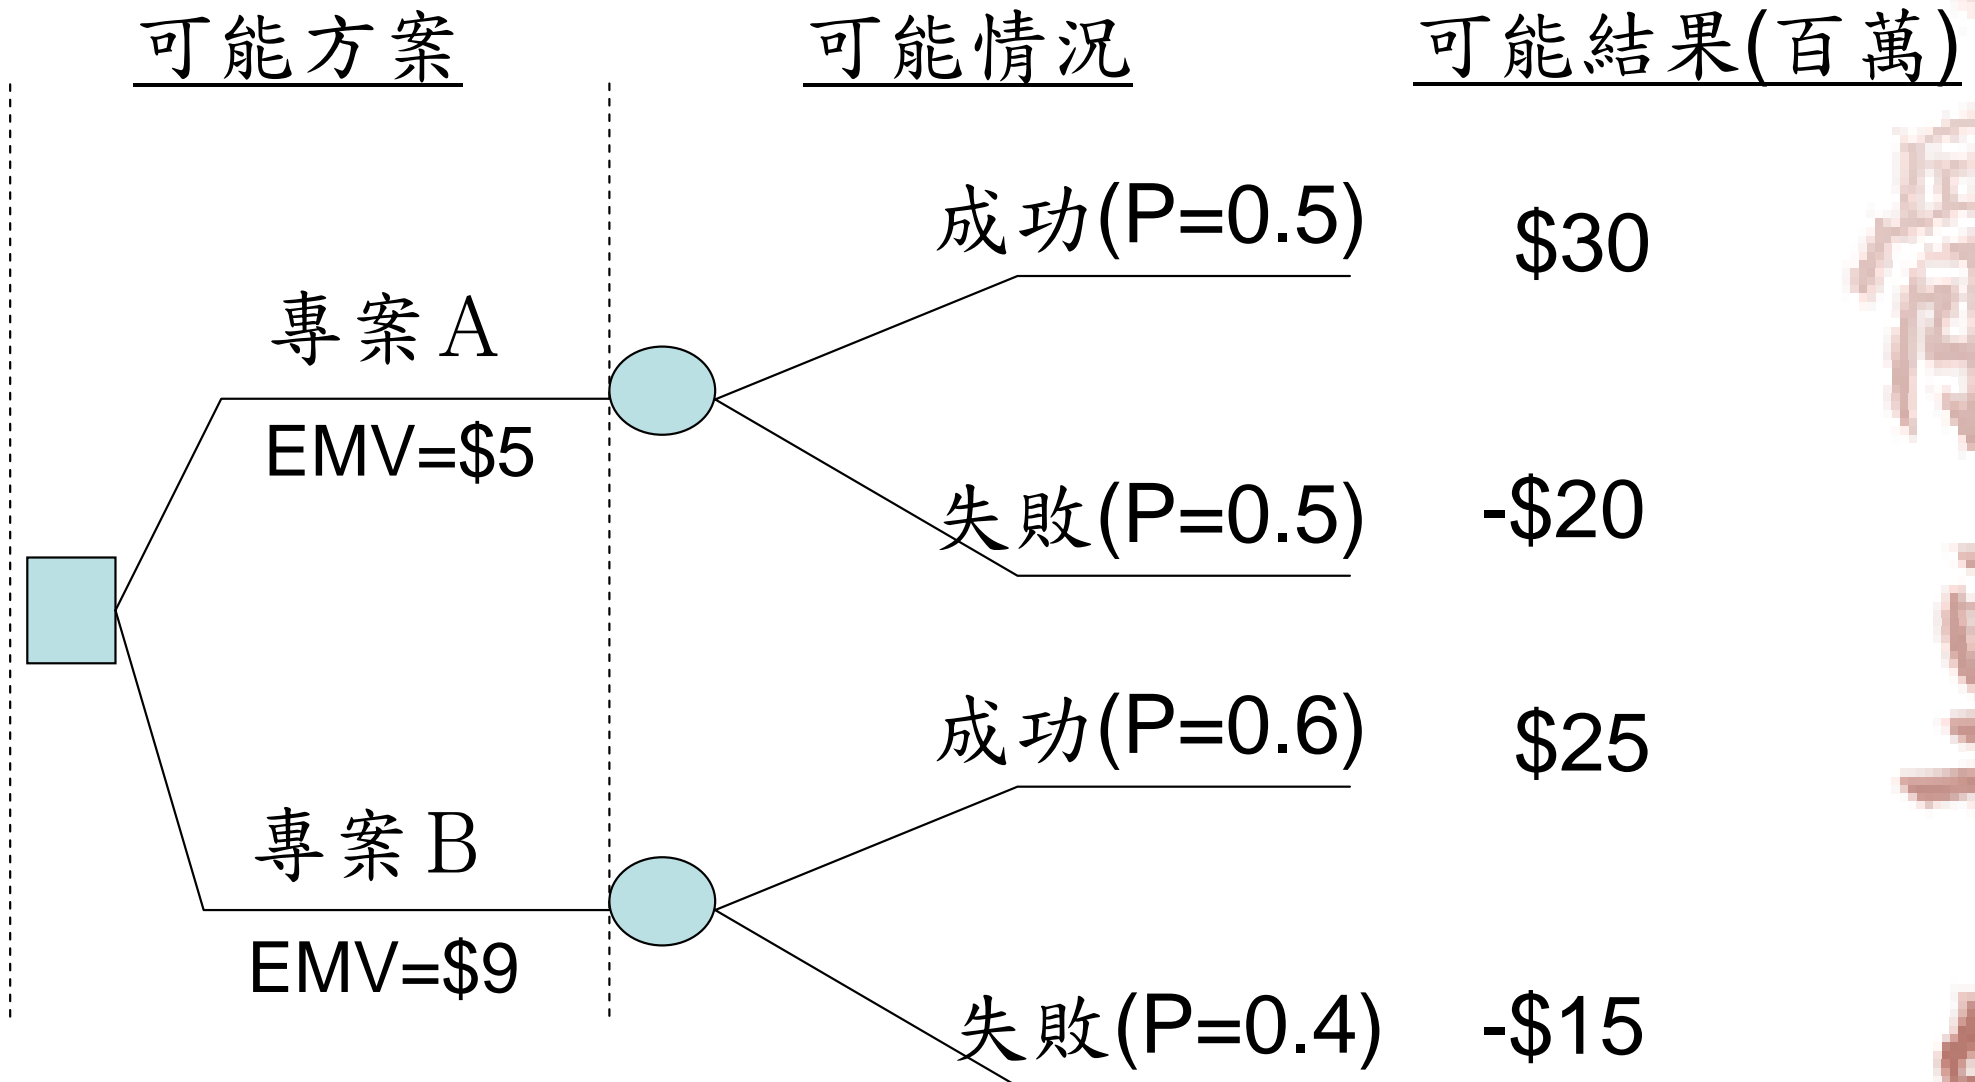 可能方案 可能情況 可能結果(百萬)
成功(P=0.5) $30
專案A
EMV=$5
失敗(P=0.5) -$20
成功(P=0.6) $25
專案B
EMV=$9
失敗(P=0.4) -$15